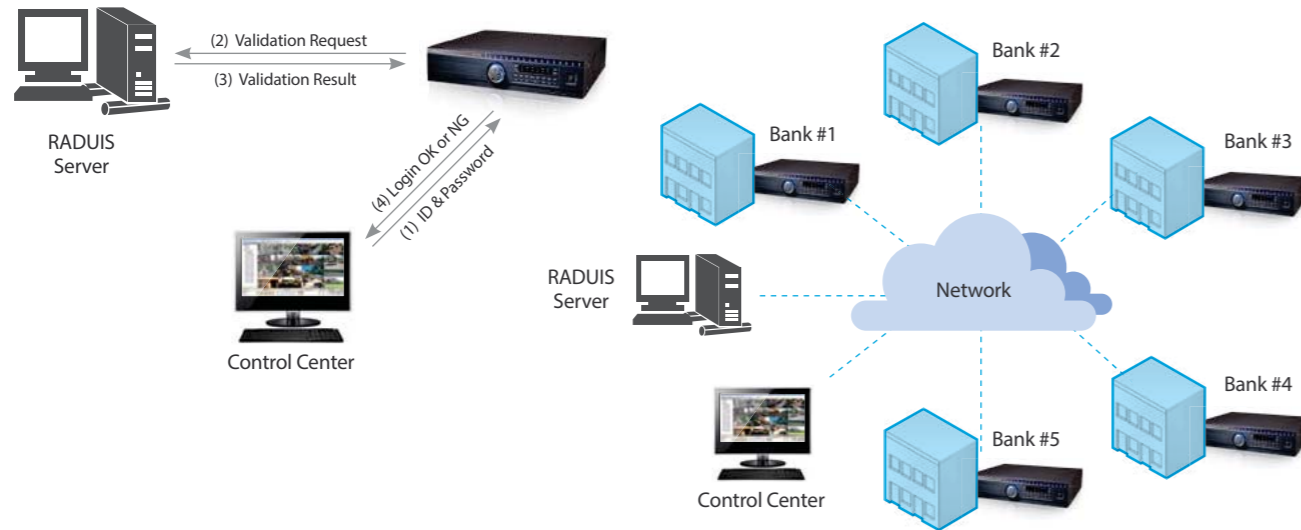 (2) Validation Request
(3) Validation Result
RADUIS
Server
(4) Login OK or NG
(1) ID & Password
Control Center
Bank #2
Bank #1
Bank #3
RADUIS
Server
Network
Bank #4
Bank #5
Control Center